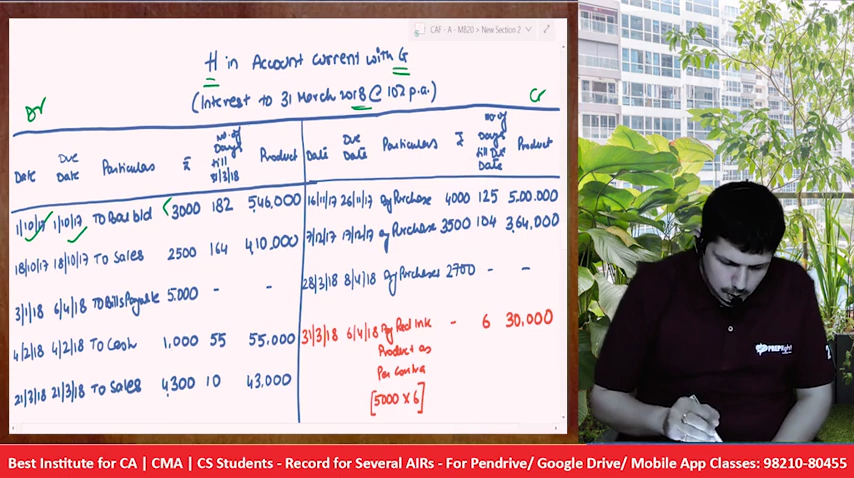 CAF - A - MB20 > New Section 2
H in Account Current with G
(Interest to 31 March 2018 @ 10% p.a.)
Dr
Cr
Date Due Date Particulars ₹ No. of Days till 31/3/18 Product Date Due Date Particulars ₹ No of Days till Due Date Product
1/10/17 1/10/17 To Bal b/d 3000 182 5,46,000 16/11/17 26/11/17 By Purchase 4000 125 5,00,000
18/10/17 18/10/17 To Sales 2500 164 4,10,000 7/12/17 17/12/17 By Purchase 3500 104 3,64,000
3/1/18 6/4/18 To Bills Payable 5,000 - - 28/3/18 8/4/18 By Purchases 2700 - -
4/2/18 4/2/18 To Cash 1,000 55 55,000 31/3/18 6/4/18 By Red Ink - 6 30,000
Product as
Per Contra
[5000 x 6]
21/3/18 21/3/18 To Sales 4,300 10 43,000
PREPlight
Best Institute for CA | CMA | CS Students - Record for Several AIRs - For Pendrive/ Google Drive/ Mobile App Classes: 98210-80455